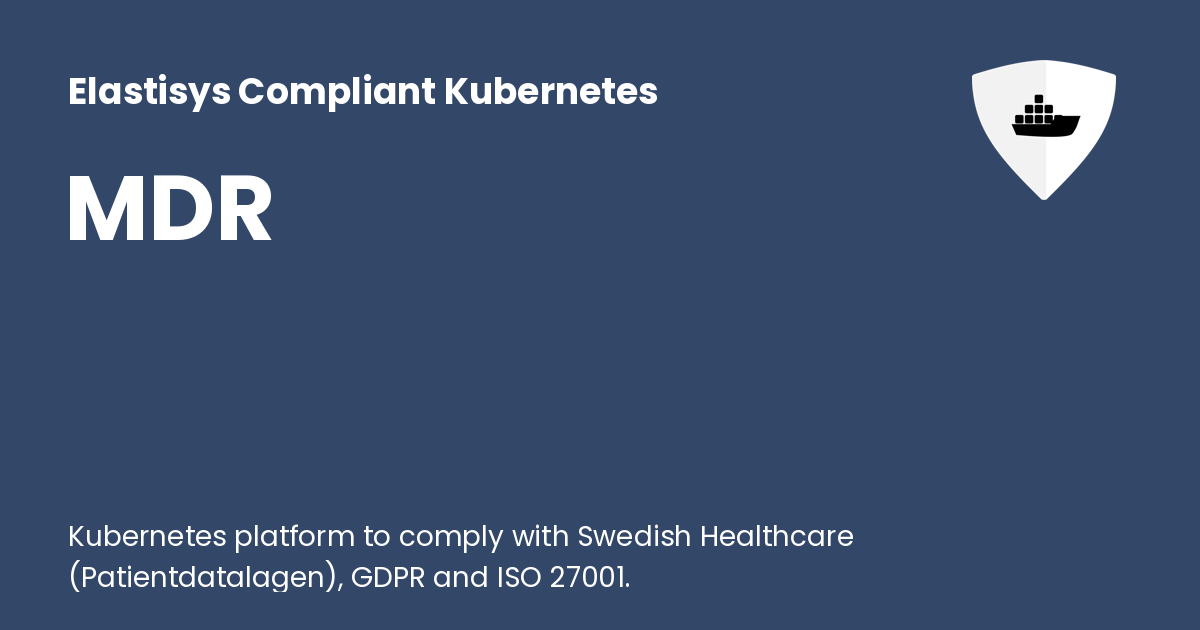 Elastisys Compliant Kubernetes
MDR
Kubernetes platform to comply with Swedish Healthcare
(Patientdatalagen), GDPR and ISO 27001.